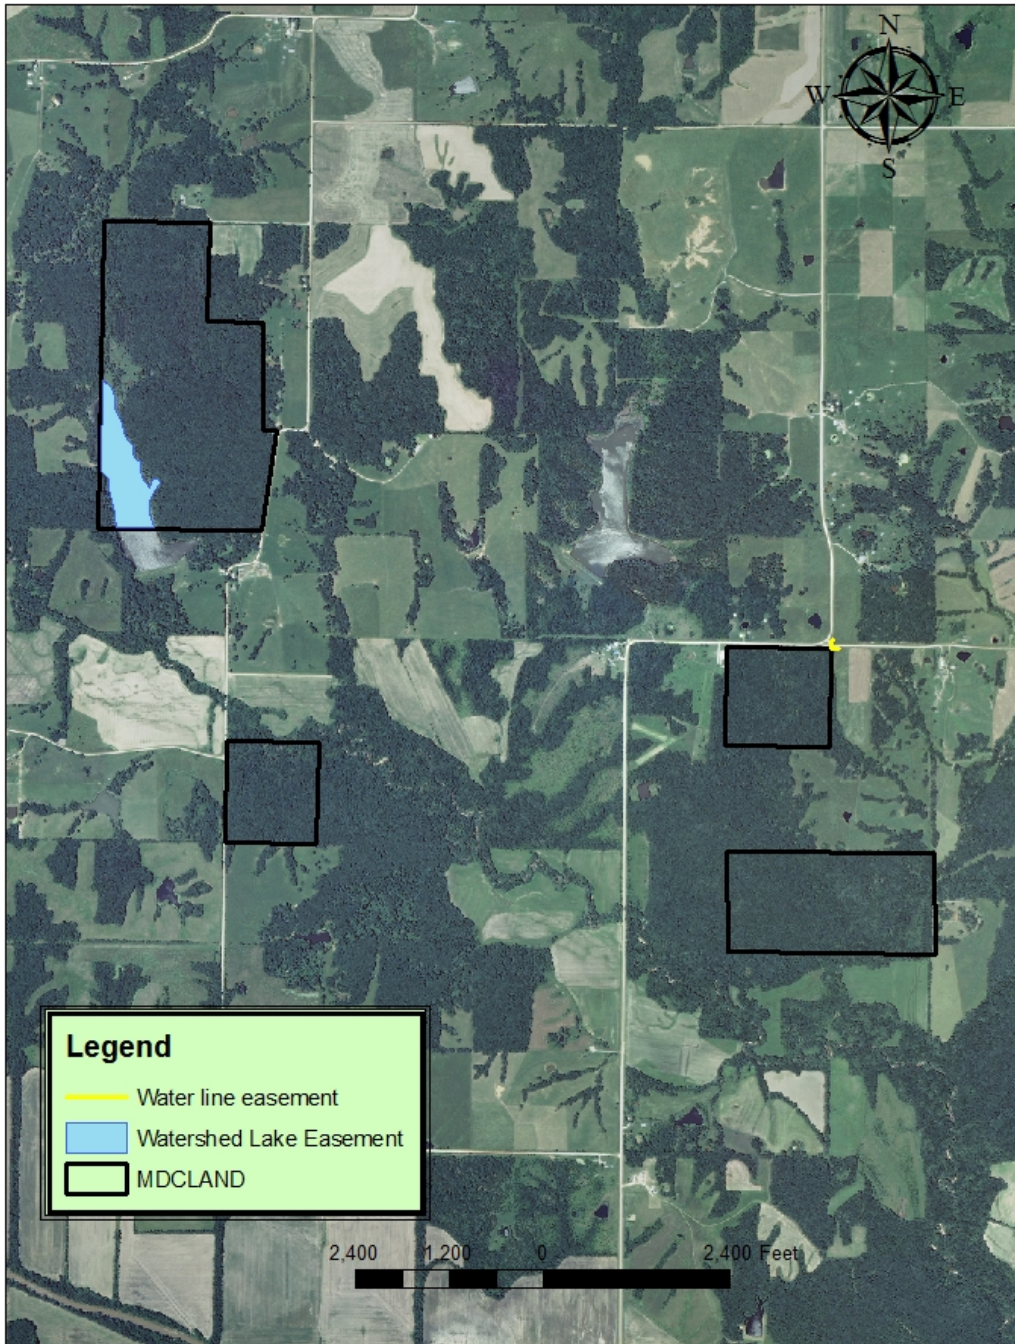 N
W E
S
Legend
Water line easement
Watershed Lake Easement
MDCLAND
2,400 1,200 0 2,400 Feet